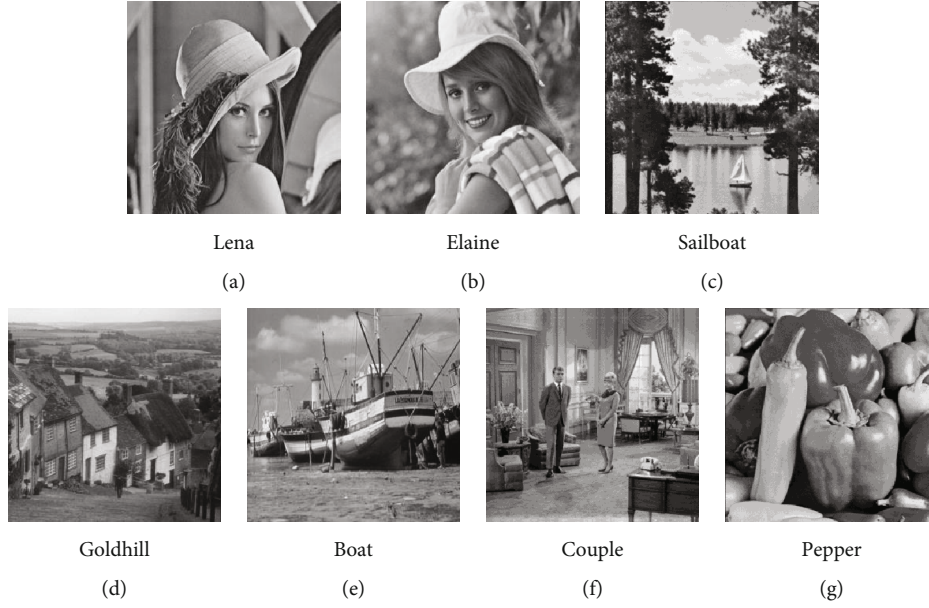 Lena
Elaine
Sailboat
(a)
(b)
(c)
Goldhill
Boat
Couple
Pepper
(d)
(e)
(f)
(g)